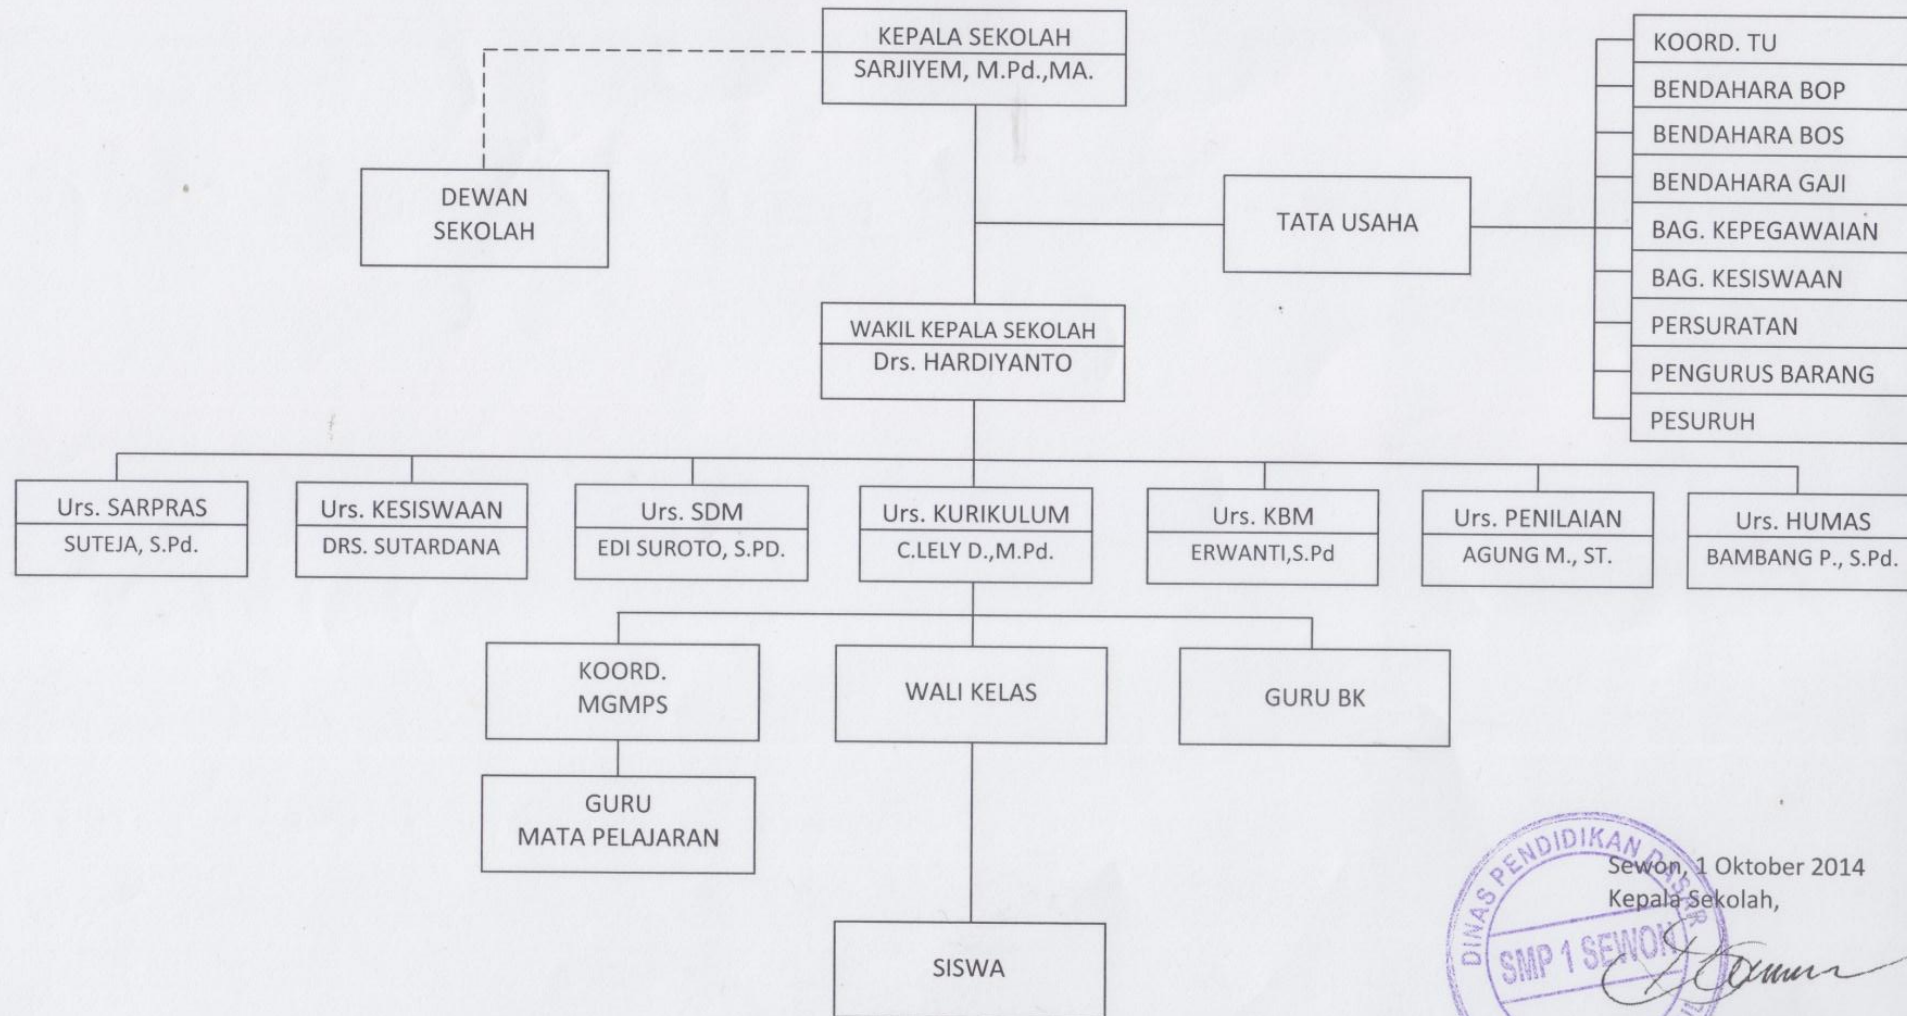 KEPALA SEKOLAH
SARJIYEM, M.Pd.,MA.
DEWAN
SEKOLAH
TATA USAHA
KOORD. TU
BENDAHARA BOP
BENDAHARA BOS
BENDAHARA GAJI
BAG. KEPEGAWAIAN
BAG. KESISWAAN
PERSURATAN
PENGURUS BARANG
PESURUH
WAKIL KEPALA SEKOLAH
Drs. HARDIYANTO
Urs. SARPRAS
SUTEJA, S.Pd.
Urs. KESISWAAN
DRS. SUTARDANA
Urs. SDM
EDI SUROTO, S.PD.
Urs. KURIKULUM
C.LELY D.,M.Pd.
Urs. KBM
ERWANTI,S.Pd
Urs. PENILAIAN
AGUNG M., ST.
Urs. HUMAS
BAMBANG P., S.Pd.
KOORD.
MGMPS
WALI KELAS
GURU BK
GURU
MATA PELAJARAN
SISWA
Sewon, 1 Oktober 2014
Kepala Sekolah,
DINAS PENDIDIKAN DASAR
SMP 1 SEWON